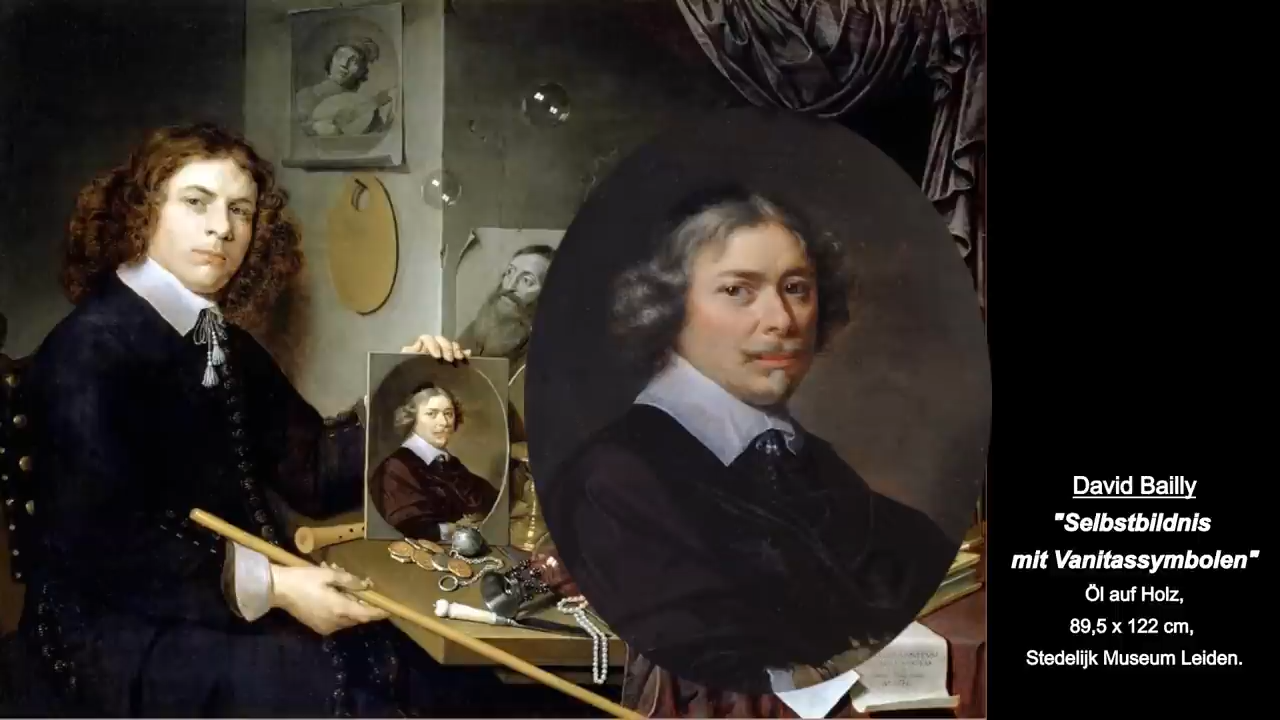 David Bailly
"Selbstbildnis
mit Vanitassymbolen"
Öl auf Holz,
89,5 x 122 cm,
Stedelijk Museum Leiden.